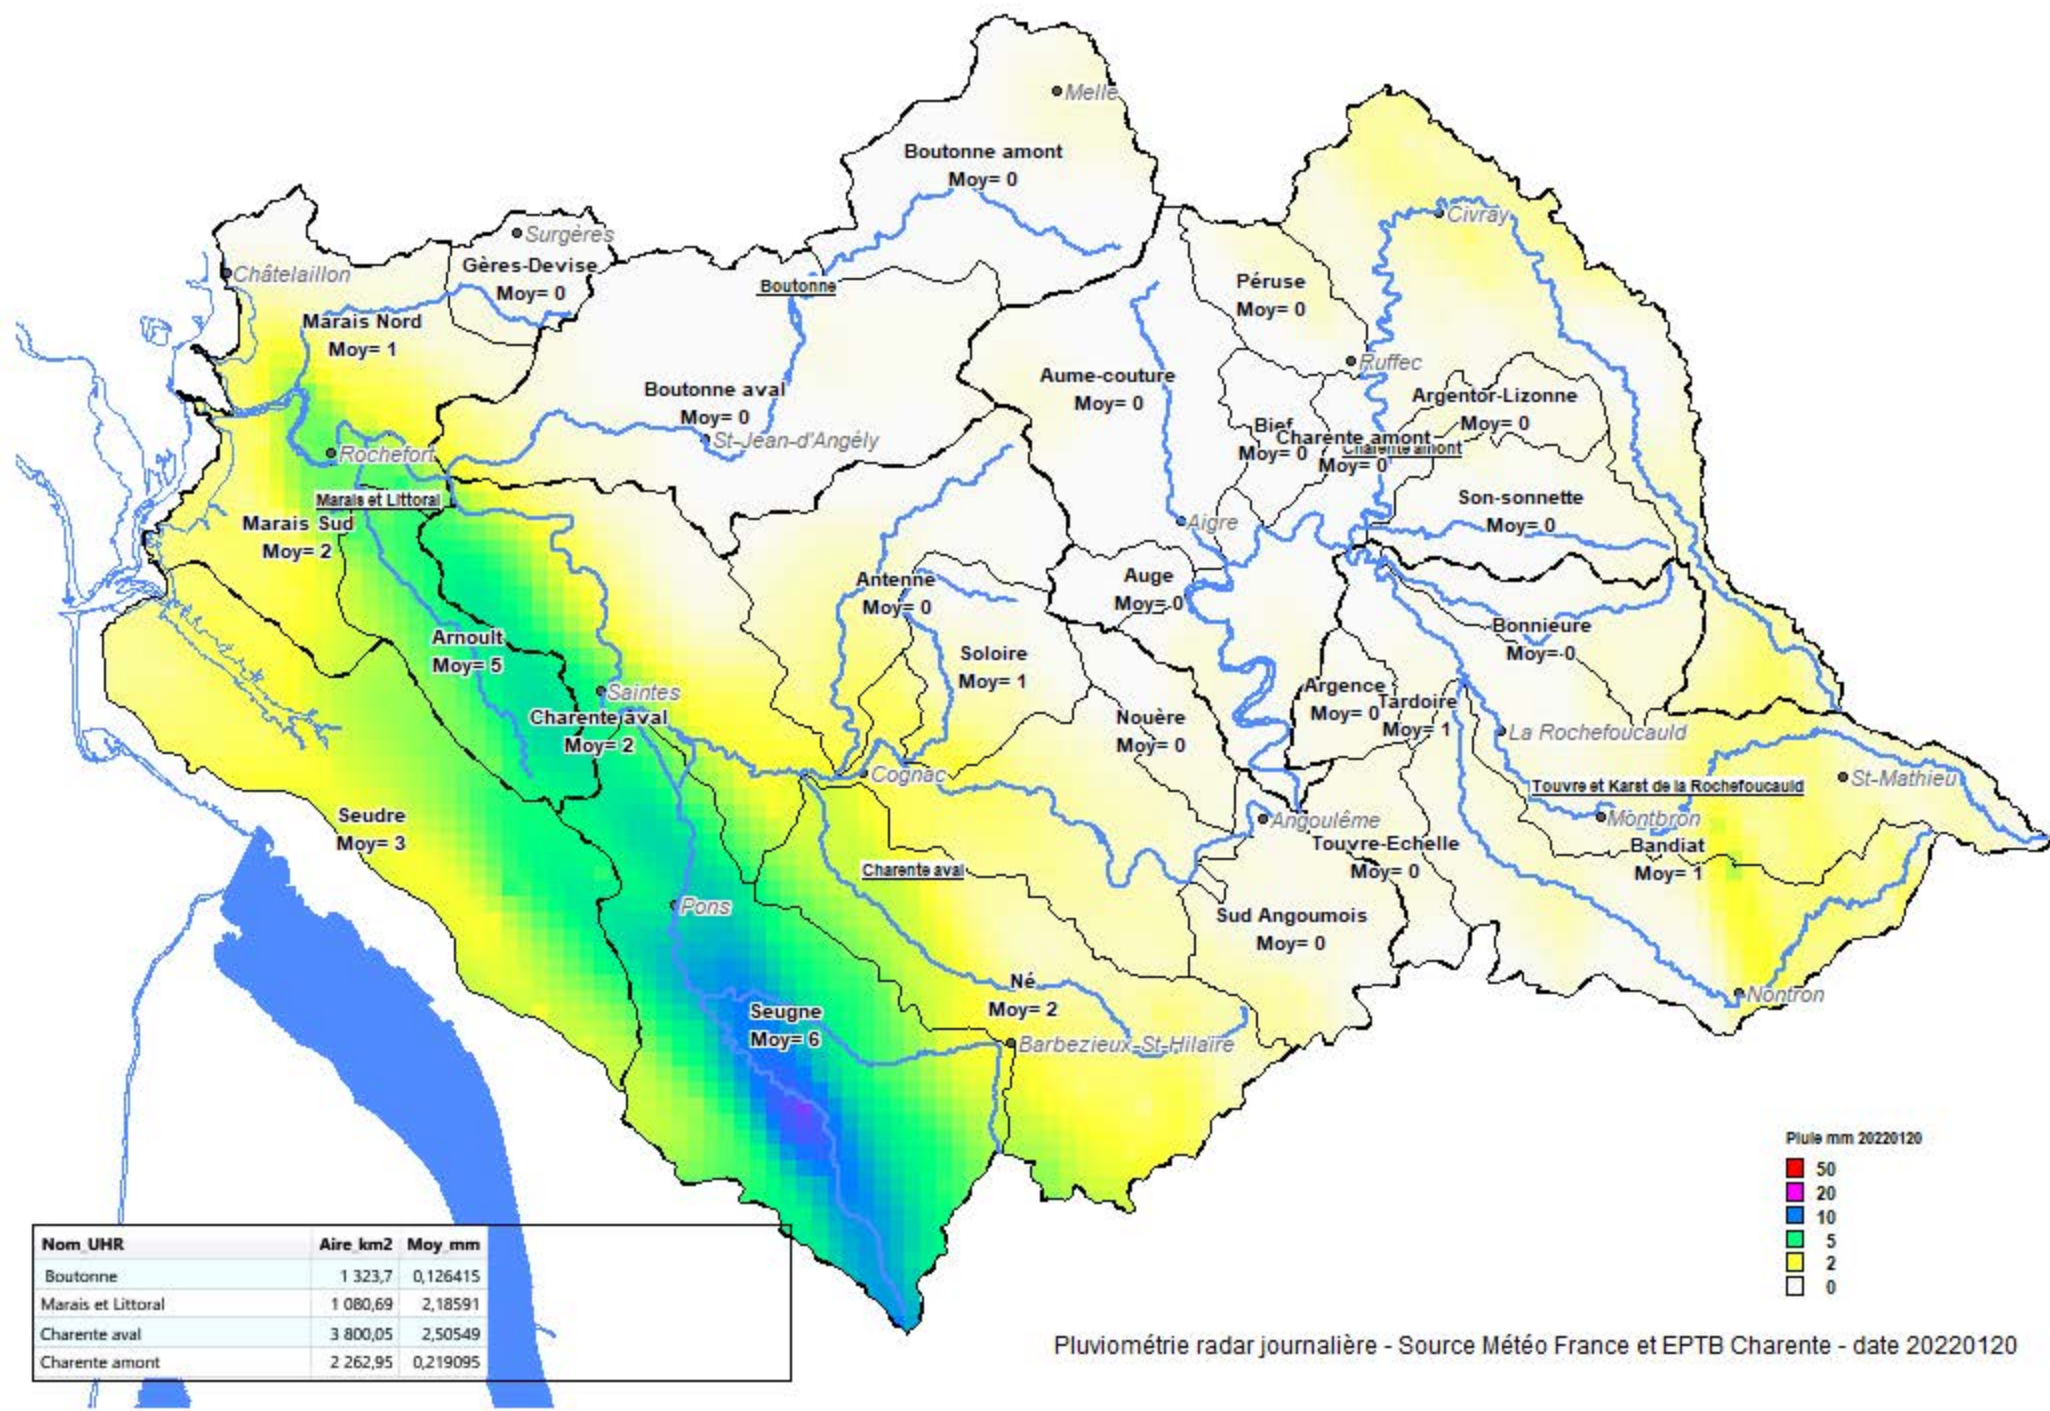 Melle
Boutonne amont
Moy= 0
Civray
Surgères
Gères-Devise
Moy= 0
Châtelaillon
Boutonne
Péruse
Moy= 0
Marais Nord
Moy= 1
Ruffec
Boutonne aval
Moy= 0
St-Jean-d'Angély
Aume-couture
Moy= 0
Argentor-Lizonne
Moy= 0
Bief
Moy= 0
Charente amont
Moy= 0
Charente amont
Rochefort
Marais et Littoral
Marais Sud
Moy= 2
Son-sonnette
Moy= 0
Aigre
Antenne
Moy= 0
Auge
Moy= 0
Bonnieure
Moy= 0
Arnoult
Moy= 5
Soloire
Moy= 1
Saintes
Charente aval
Moy= 2
Argence
Moy= 0
Tardoire
Moy= 1
Nouère
Moy= 0
La Rochefoucauld
Cognac
Touvre et Karst de la Rochefoucauld
St-Mathieu
Seudre
Moy= 3
Angoulême
Montbron
Touvre-Echelle
Moy= 0
Bandiat
Moy= 1
Charente aval
Pons
Sud Angoumois
Moy= 0
Né
Moy= 2
Nontron
Seugne
Moy= 6
Barbezieux-St-Hilaire
Pluie mm 20220120
50
20
10
5
2
0
Nom_UHR Aire_km2 Moy_mm
Boutonne 1 323,7 0,126415
Marais et Littoral 1 080,69 2,18591
Charente aval 3 800,05 2,50549
Charente amont 2 262,95 0,219095
Pluviométrie radar journalière - Source Météo France et EPTB Charente - date 20220120